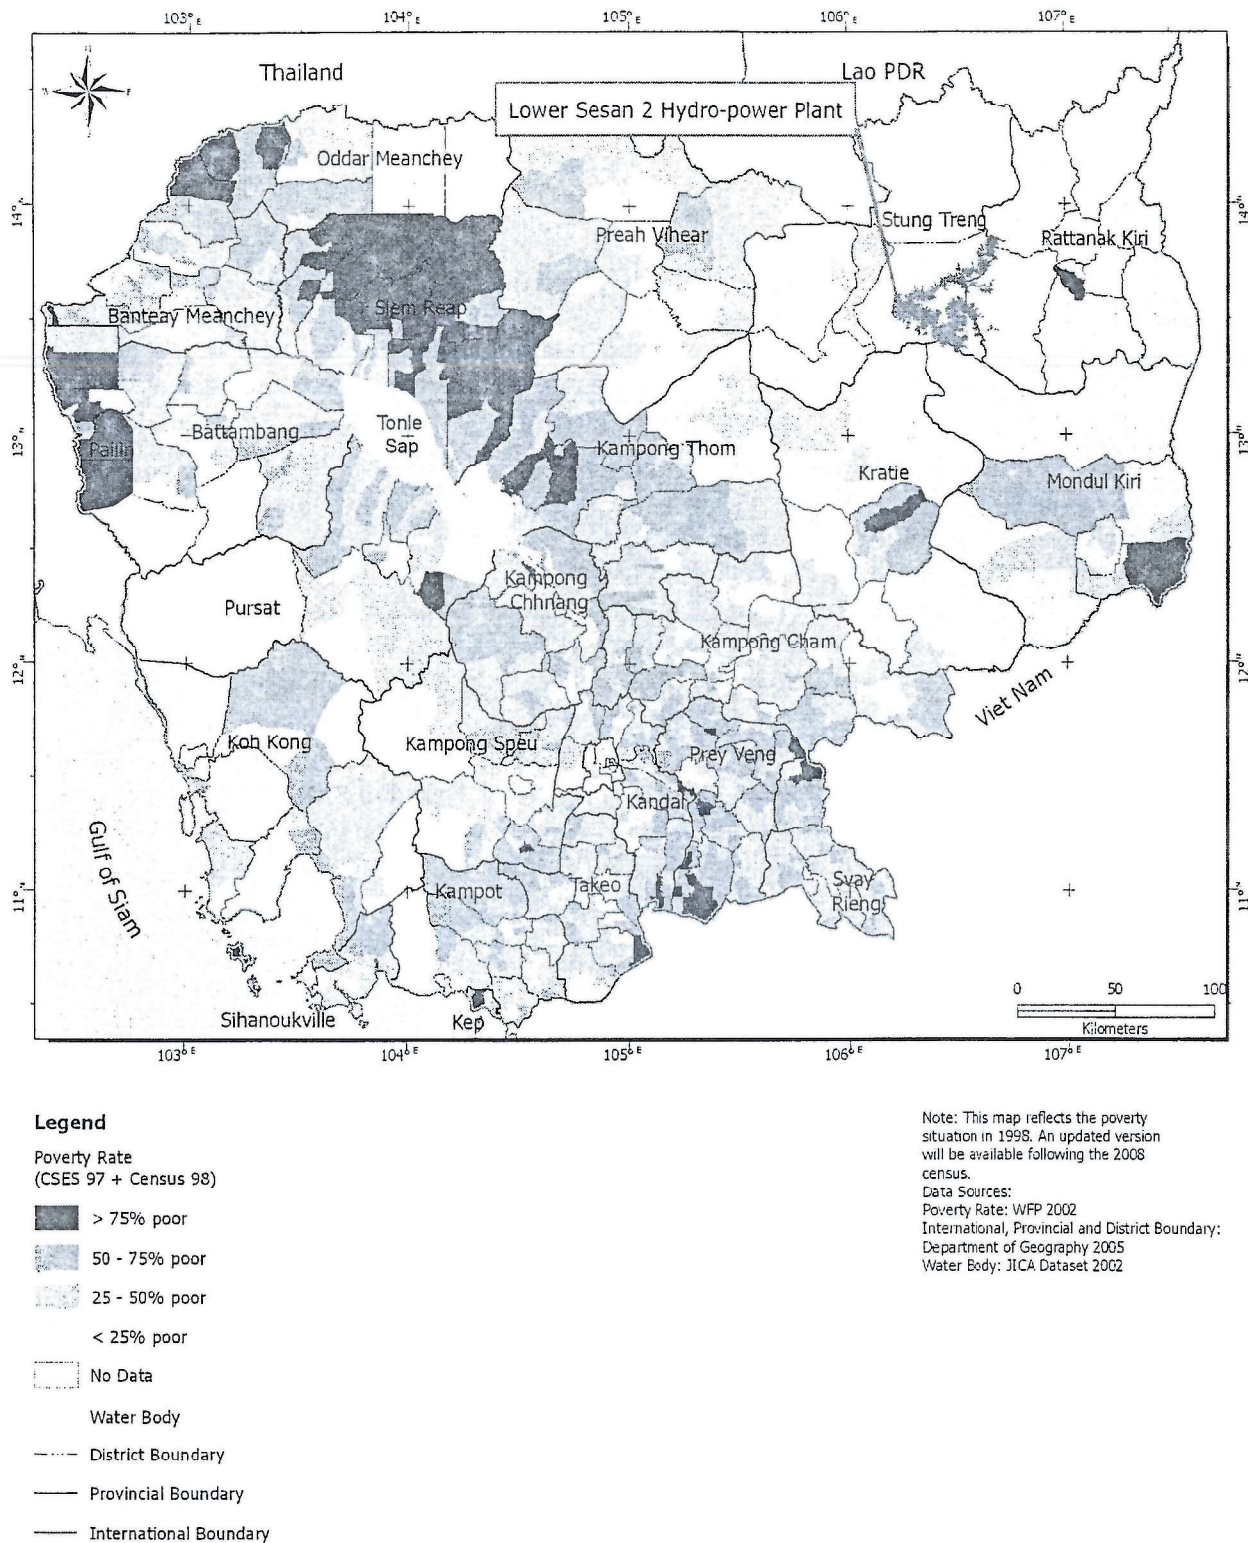 103°E 104°E 105°E 106°E 107°E
Thailand
Lao PDR
Lower Sesan 2 Hydro-power Plant
Oddar Meanchey
14°N
14°N
Stung Treng
Preah Vihear
Rattanak Kiri
Siem Reap
Banteay Meanchey
Tonle
Sap
Battambang
13°N
13°N
Pailin
Kampong Thom
Kratie
Mondul Kiri
Kampong
Chhnang
Pursat
Kampong Cham
12°N
12°N
Viet Nam
Koh Kong
Kampong Speu
Prey Veng
Kandal
Gulf of Siam
11°N
11°N
Kampot
Takeo
Svay
Rieng
0 50 100
Kilometers
Sihanoukville
Kep
103°E 104°E 105°E 106°E 107°E
Legend
Poverty Rate
(CSES 97 + Census 98)
> 75% poor
50 - 75% poor
25 - 50% poor
< 25% poor
No Data
Water Body
District Boundary
Provincial Boundary
International Boundary
Note: This map reflects the poverty
situation in 1998. An updated version
will be available following the 2008
census.
Data Sources:
Poverty Rate: WFP 2002
International, Provincial and District Boundary:
Department of Geography 2005
Water Body: JICA Dataset 2002